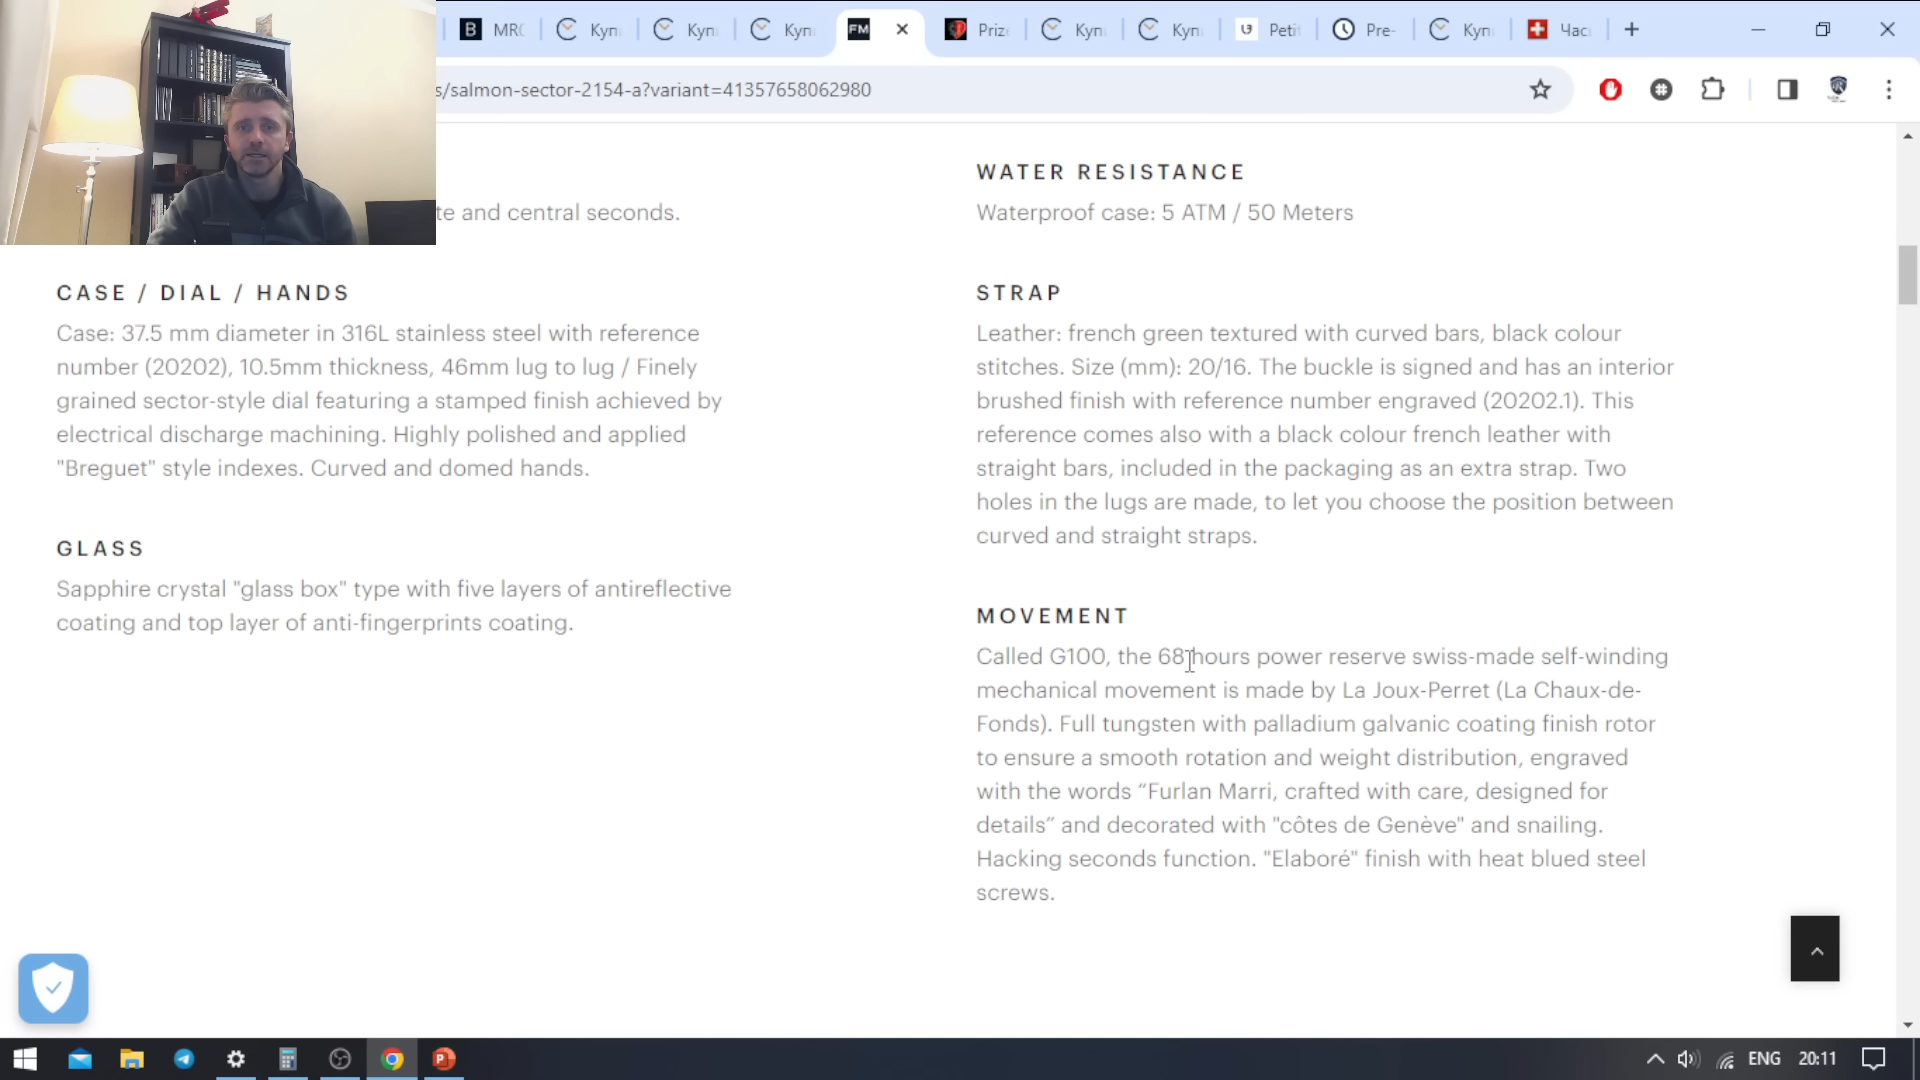 B MRC
Kyn
Kyn
Kyn
FM
Priz
Kyn
Kyn
Petit
Pre-
Kyn
Час
s/salmon-sector-2154-a?variant=41357658062980
te and central seconds.
CASE / DIAL / HANDS
Case: 37.5 mm diameter in 316L stainless steel with reference
number (20202), 10.5mm thickness, 46mm lug to lug / Finely
grained sector-style dial featuring a stamped finish achieved by
electrical discharge machining. Highly polished and applied
"Breguet" style indexes. Curved and domed hands.
GLASS
Sapphire crystal "glass box" type with five layers of antireflective
coating and top layer of anti-fingerprints coating.
WATER RESISTANCE
Waterproof case: 5 ATM / 50 Meters
STRAP
Leather: french green textured with curved bars, black colour
stitches. Size (mm): 20/16. The buckle is signed and has an interior
brushed finish with reference number engraved (20202.1). This
reference comes also with a black colour french leather with
straight bars, included in the packaging as an extra strap. Two
holes in the lugs are made, to let you choose the position between
curved and straight straps.
MOVEMENT
Called G100, the 68 hours power reserve swiss-made self-winding
mechanical movement is made by La Joux-Perret (La Chaux-de-
Fonds). Full tungsten with palladium galvanic coating finish rotor
to ensure a smooth rotation and weight distribution, engraved
with the words “Furlan Marri, crafted with care, designed for
details” and decorated with "côtes de Genève" and snailing.
Hacking seconds function. "Elaboré" finish with heat blued steel
screws.
ENG 20:11